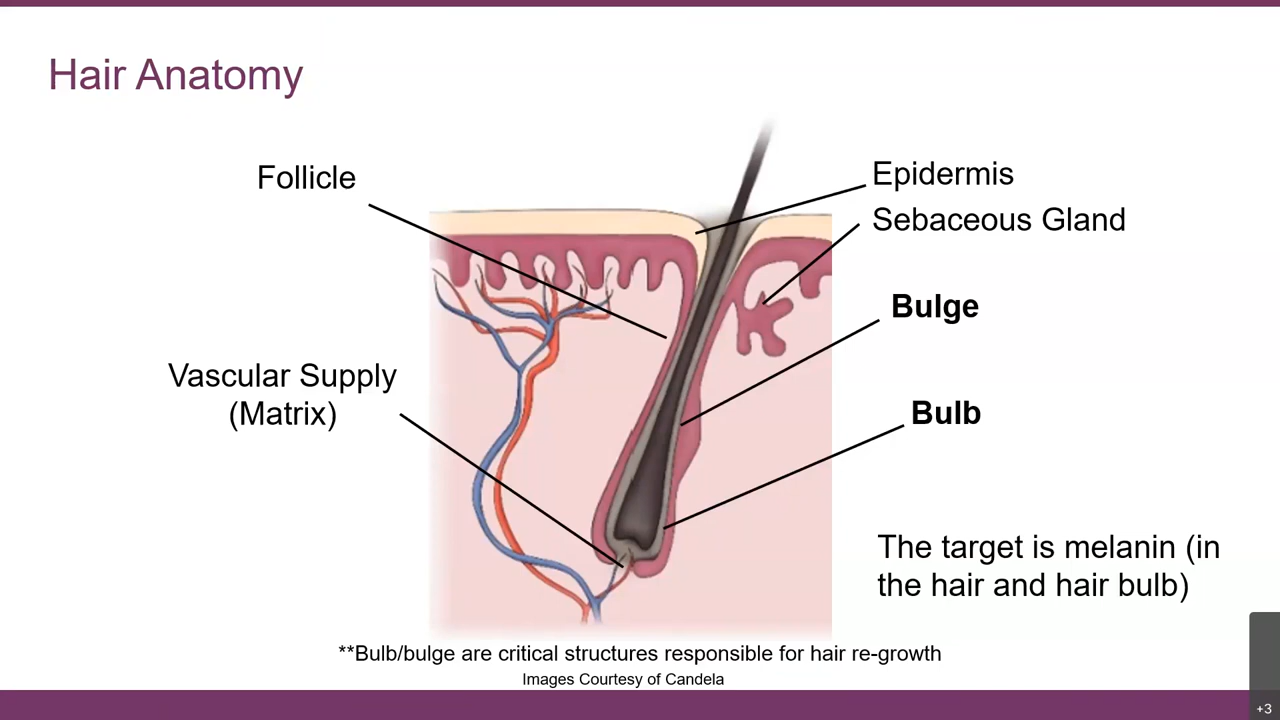 Hair Anatomy
Follicle
Epidermis
Sebaceous Gland
Bulge
Vascular Supply
(Matrix)
Bulb
The target is melanin (in
the hair and hair bulb)
**Bulb/bulge are critical structures responsible for hair re-growth
Images Courtesy of Candela
+3